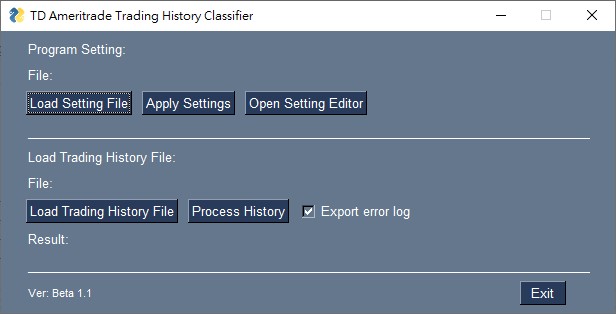 TD Ameritrade Trading History Classifier
Program Setting:
File:
Load Setting File Apply Settings Open Setting Editor
Load Trading History File:
File:
Load Trading History File Process History Export error log
Result:
Ver: Beta 1.1 Exit